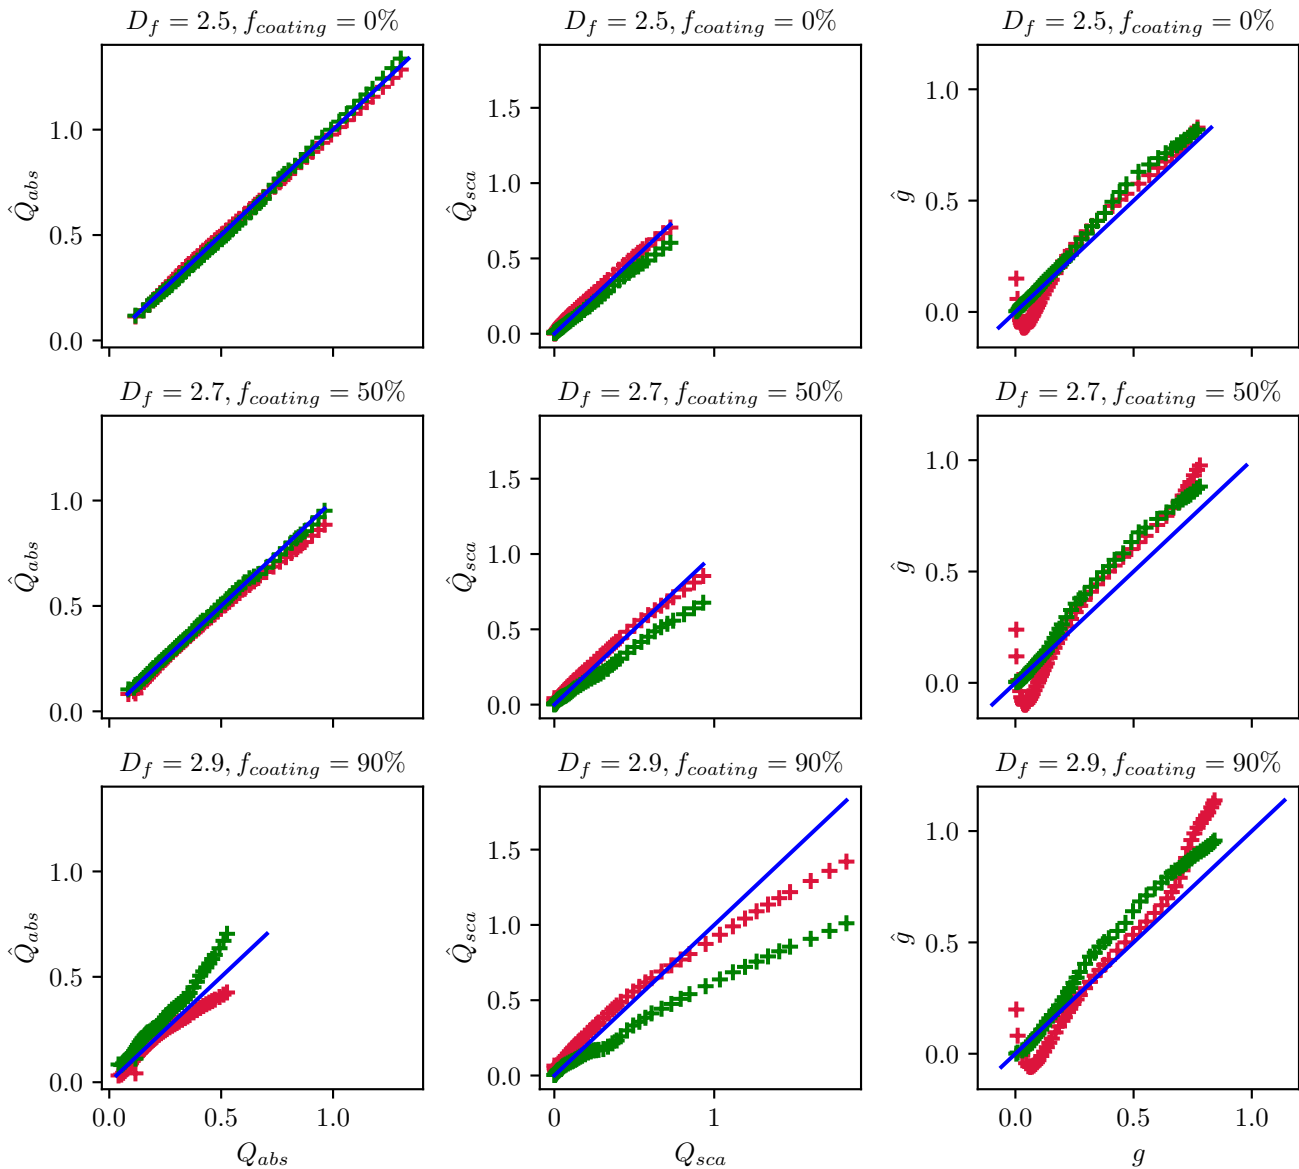 D_f = 2.5, f_coating = 0%
D_f = 2.5, f_coating = 0%
D_f = 2.5, f_coating = 0%
1.0
0.5
0.0
Q̂_abs
1.5
1.0
0.5
0.0
Q̂_sca
1.0
0.5
0.0
ĝ
D_f = 2.7, f_coating = 50%
D_f = 2.7, f_coating = 50%
D_f = 2.7, f_coating = 50%
1.0
0.5
0.0
Q̂_abs
1.5
1.0
0.5
0.0
Q̂_sca
1.0
0.5
0.0
ĝ
D_f = 2.9, f_coating = 90%
D_f = 2.9, f_coating = 90%
D_f = 2.9, f_coating = 90%
1.0
0.5
0.0
Q̂_abs
1.5
1.0
0.5
0.0
Q̂_sca
1.0
0.5
0.0
ĝ
0.0 0.5 1.0
0 1
0.0 0.5 1.0
Q_abs
Q_sca
g